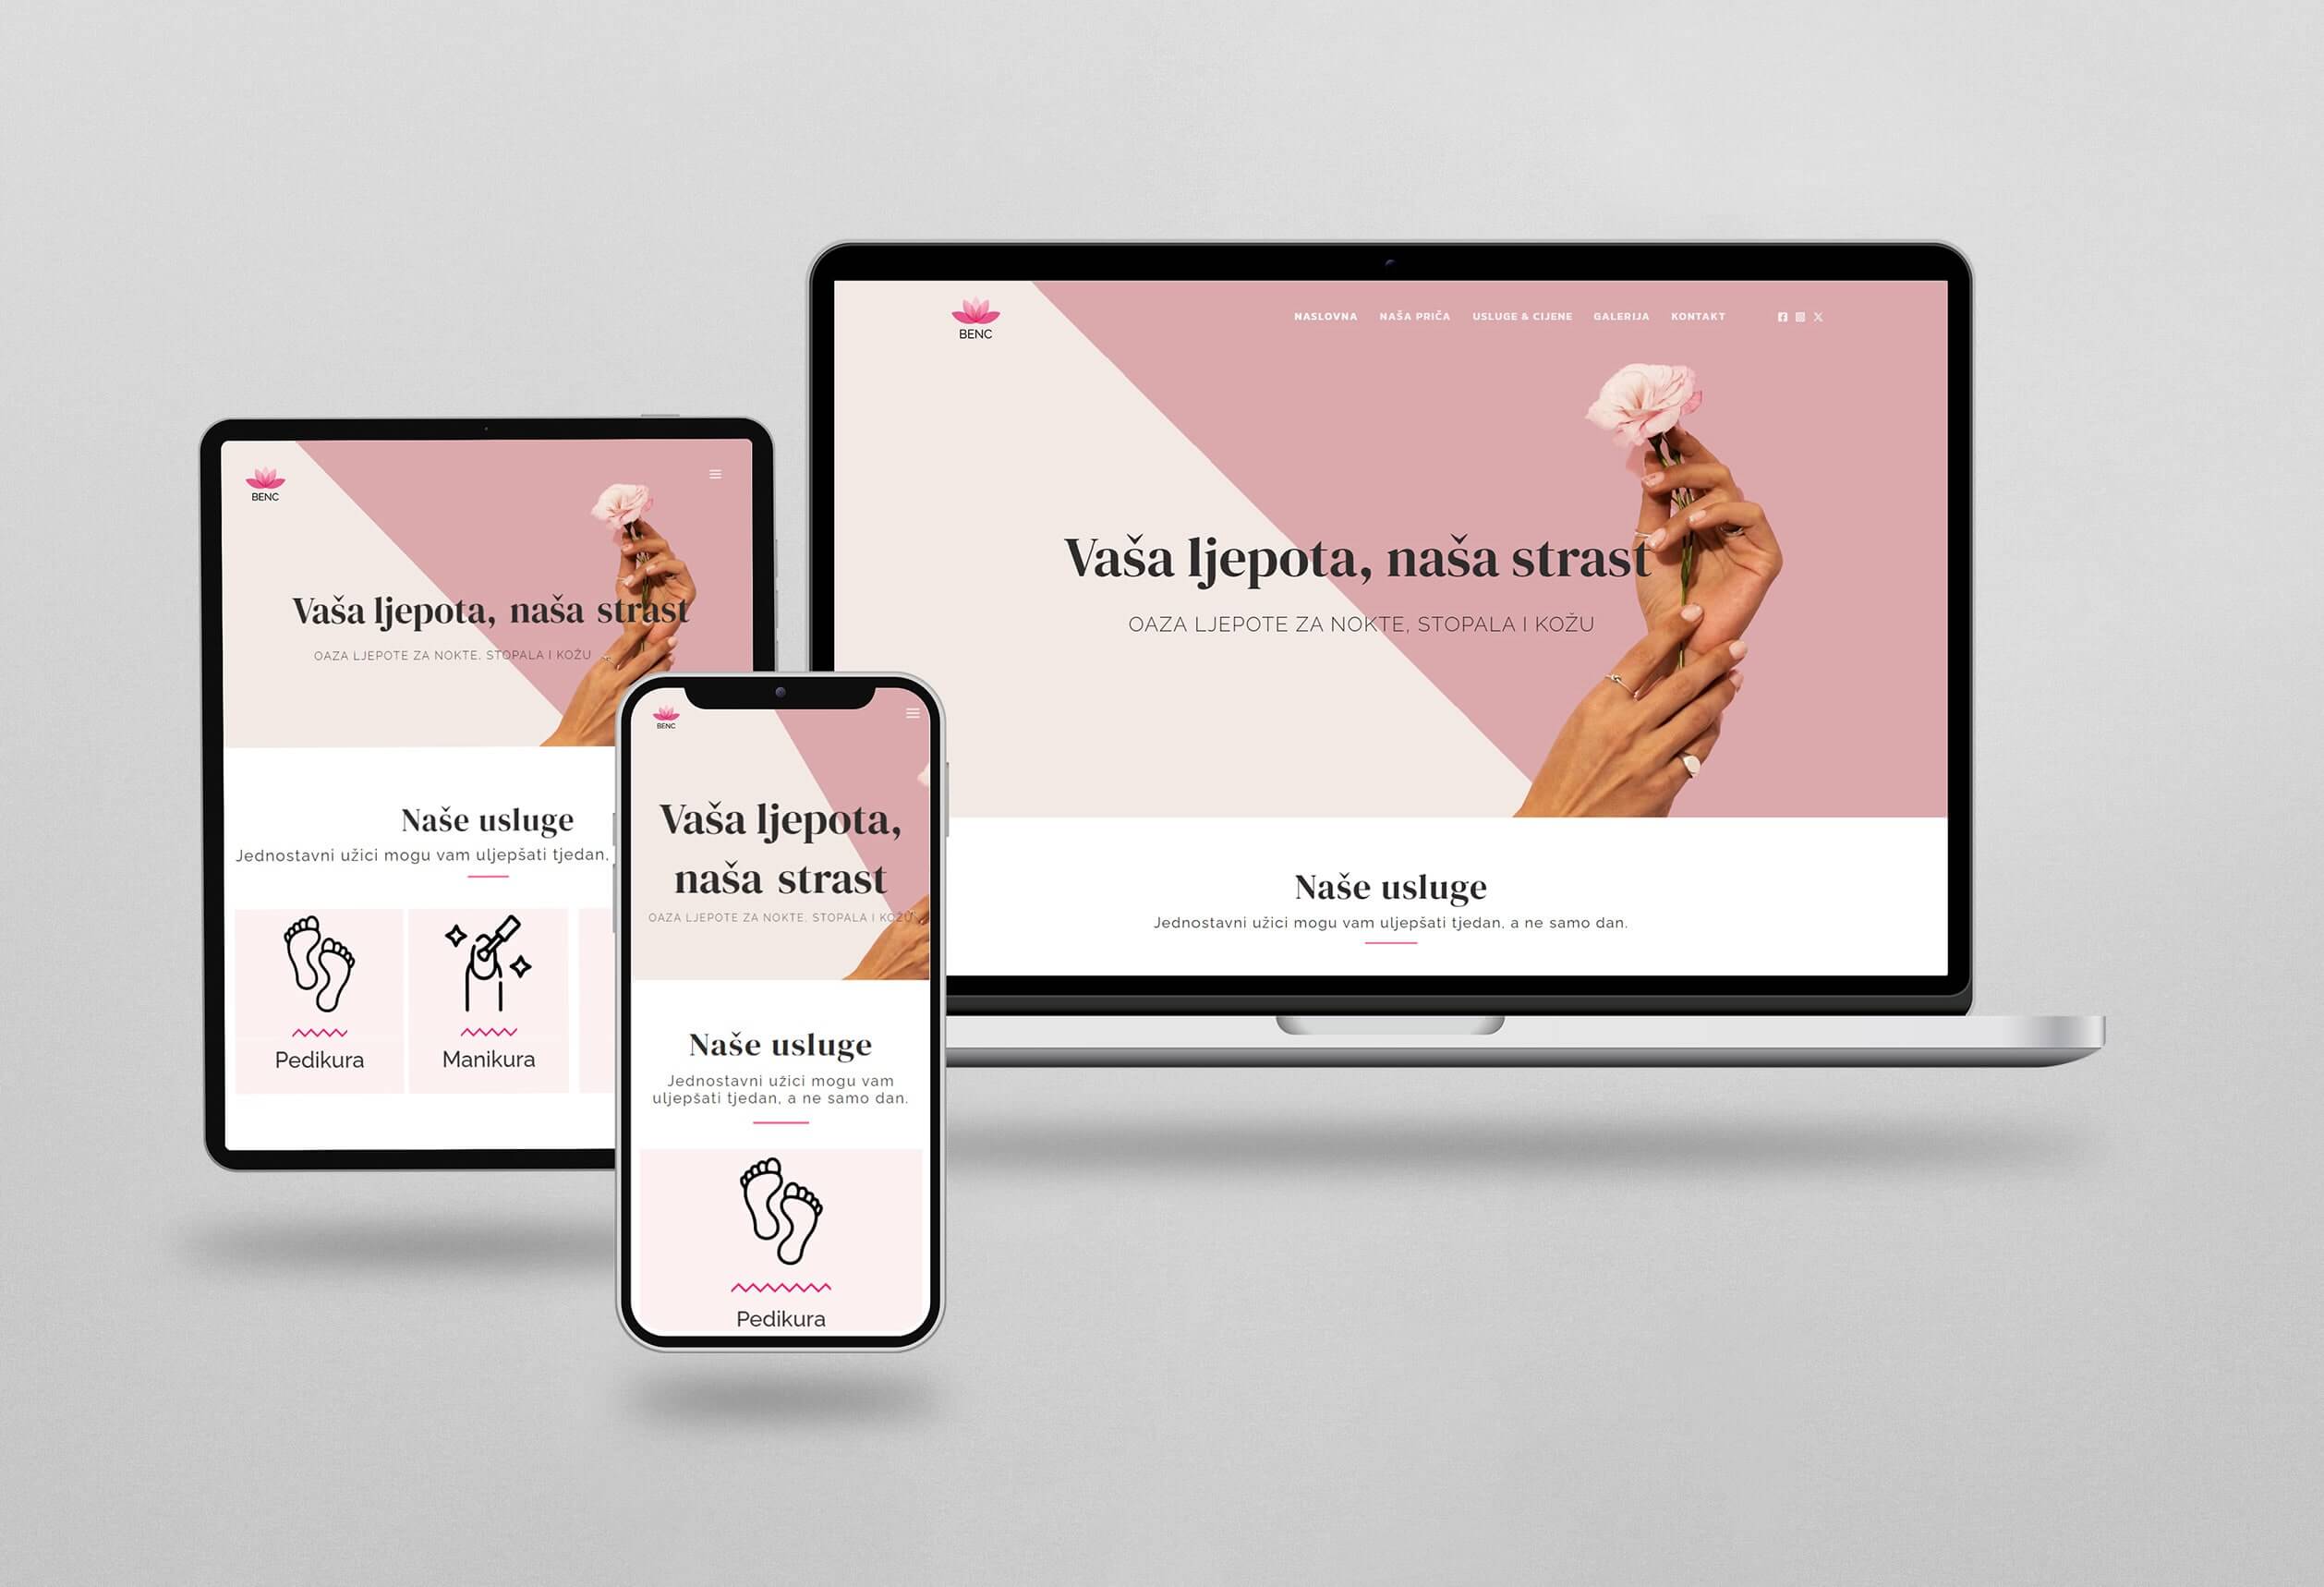 BENC
NASLOVNA NAŠA PRIČA USLUGE & CIJENE GALERIJA KONTAKT
Vaša ljepota, naša strast
OAZA LJEPOTE ZA NOKTE, STOPALA I KOŽU
Naše usluge
Jednostavni užici mogu vam uljepšati tjedan, a ne samo dan.
BENC
Vaša ljepota, naša strast
OAZA LJEPOTE ZA NOKTE, STOPALA I KOŽU
Naše usluge
Jednostavni užici mogu vam uljepšati tjedan,
Pedikura Manikura
BENC
Vaša ljepota,
naša strast
OAZA LJEPOTE ZA NOKTE, STOPALA I KOŽU
Naše usluge
Jednostavni užici mogu vam
uljepšati tjedan, a ne samo dan.
Pedikura